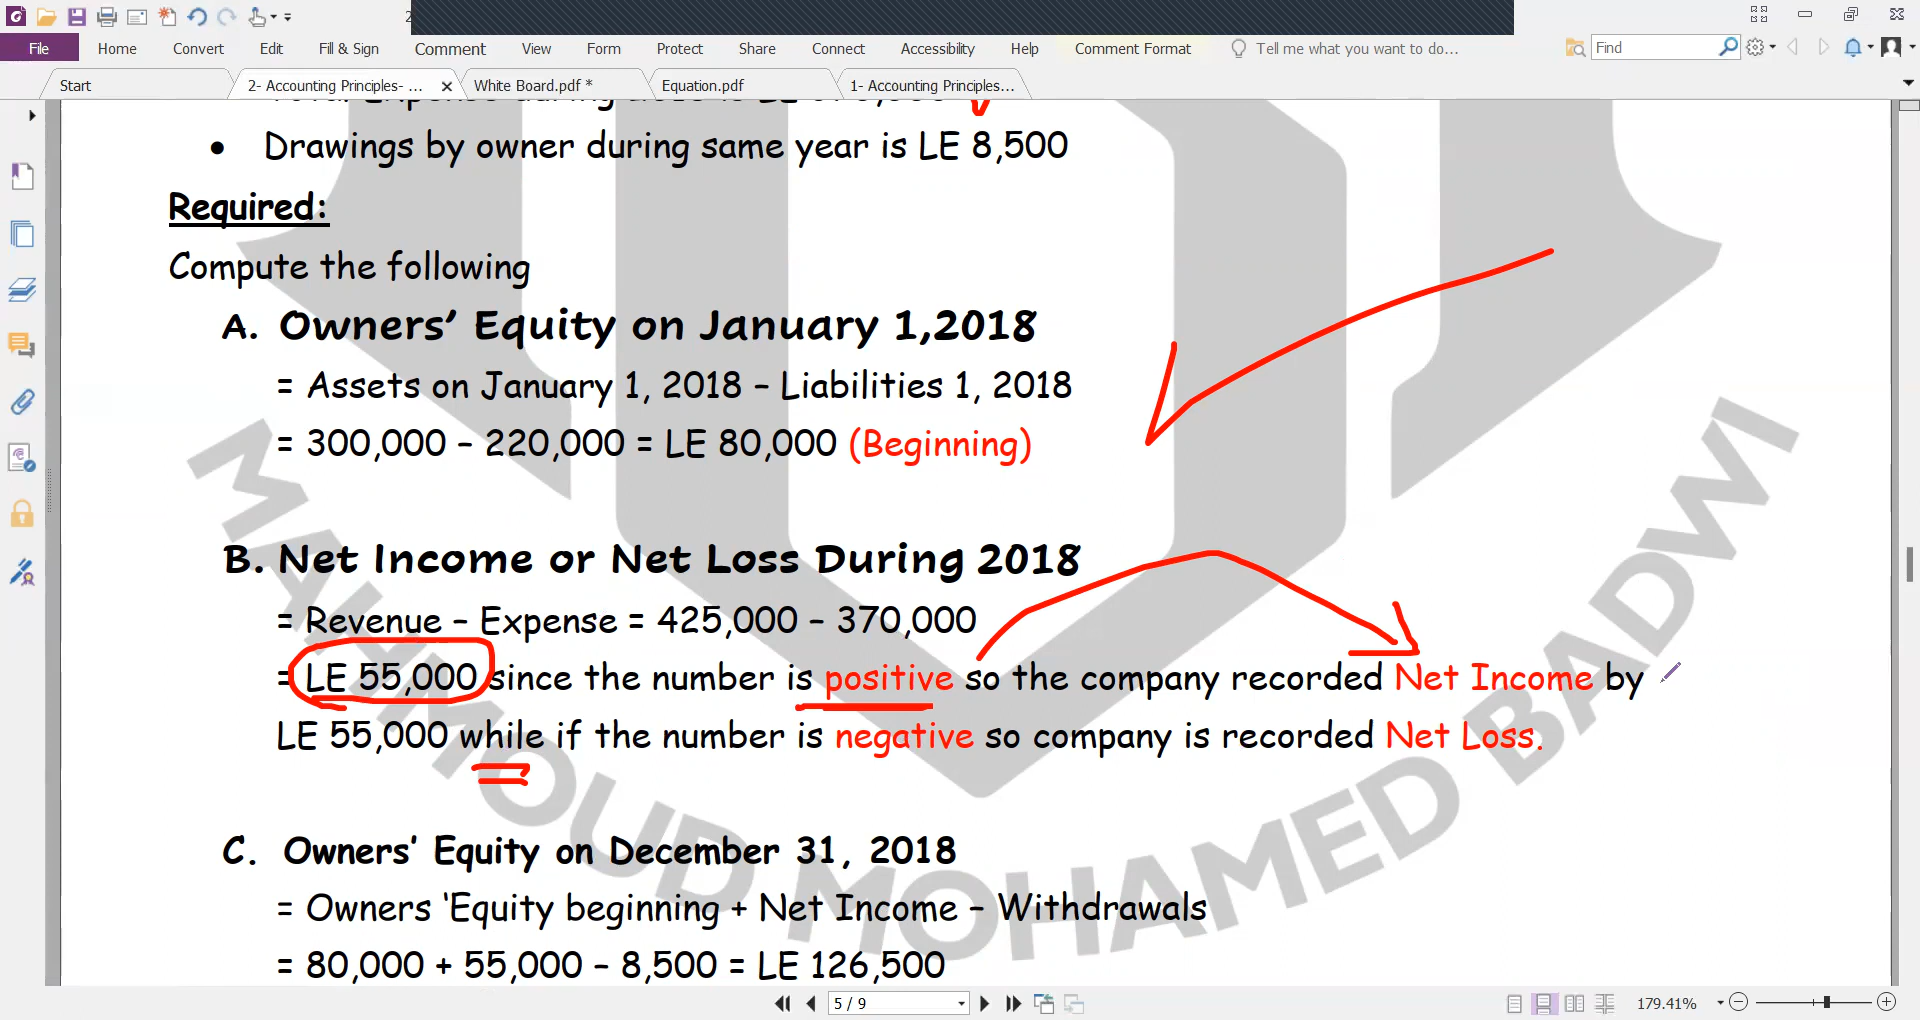 File Home Convert Edit Fill & Sign Comment View Form Protect Share Connect Accessibility Help Comment Format Tell me what you want to do... Find
Start 2- Accounting Principles- ... White Board.pdf * Equation.pdf 1- Accounting Principles...
• Drawings by owner during same year is LE 8,500
Required:
Compute the following
A. Owners' Equity on January 1,2018
= Assets on January 1, 2018 – Liabilities 1, 2018
= 300,000 – 220,000 = LE 80,000 (Beginning)
B. Net Income or Net Loss During 2018
= Revenue – Expense = 425,000 – 370,000
= LE 55,000 since the number is positive so the company recorded Net Income by
LE 55,000 while if the number is negative so company is recorded Net Loss.
C. Owners' Equity on December 31, 2018
= Owners 'Equity beginning + Net Income – Withdrawals
= 80,000 + 55,000 – 8,500 = LE 126,500
MAHMOUD MOHAMED BADWI
5 / 9 179.41%